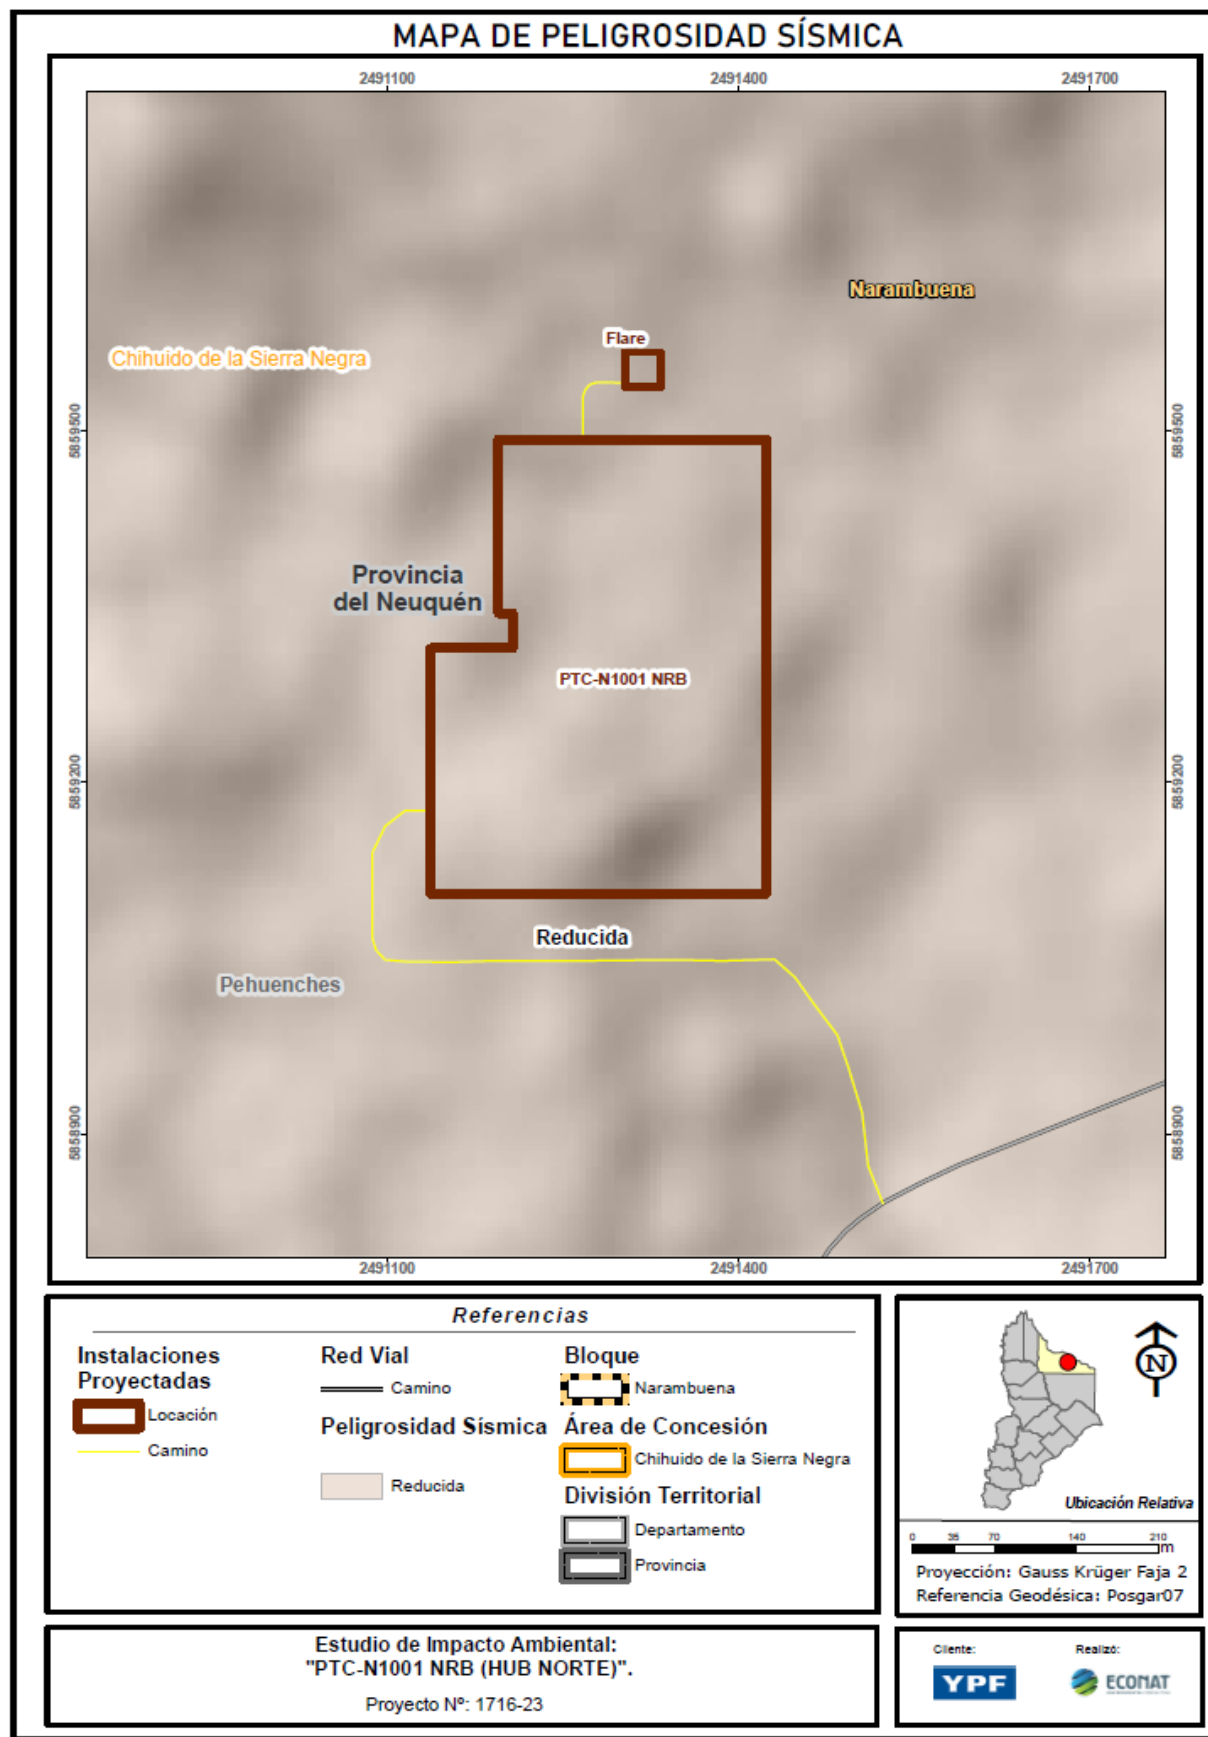 MAPA DE PELIGROSIDAD SÍSMICA
2491100 2491400 2491700
Narambuena
Flare
Chihuido de la Sierra Negra
5859500 5859500
Provincia
del Neuquén
PTC-N1001 NRB
5859200 5859200
Reducida
Pehuenches
5858900 5858900
2491100 2491400 2491700
Referencias
Instalaciones
Proyectadas
Locación
Camino
Red Vial
Camino
Peligrosidad Sísmica
Reducida
Bloque
Narambuena
Área de Concesión
Chihuido de la Sierra Negra
División Territorial
Departamento
Provincia
N
Ubicación Relativa
0 35 70 140 210
m
Proyección: Gauss Krüger Faja 2
Referencia Geodésica: Posgar07
Estudio de Impacto Ambiental:
"PTC-N1001 NRB (HUB NORTE)".
Proyecto Nº: 1716-23
Cliente: Realizó:
YPF ECONAT